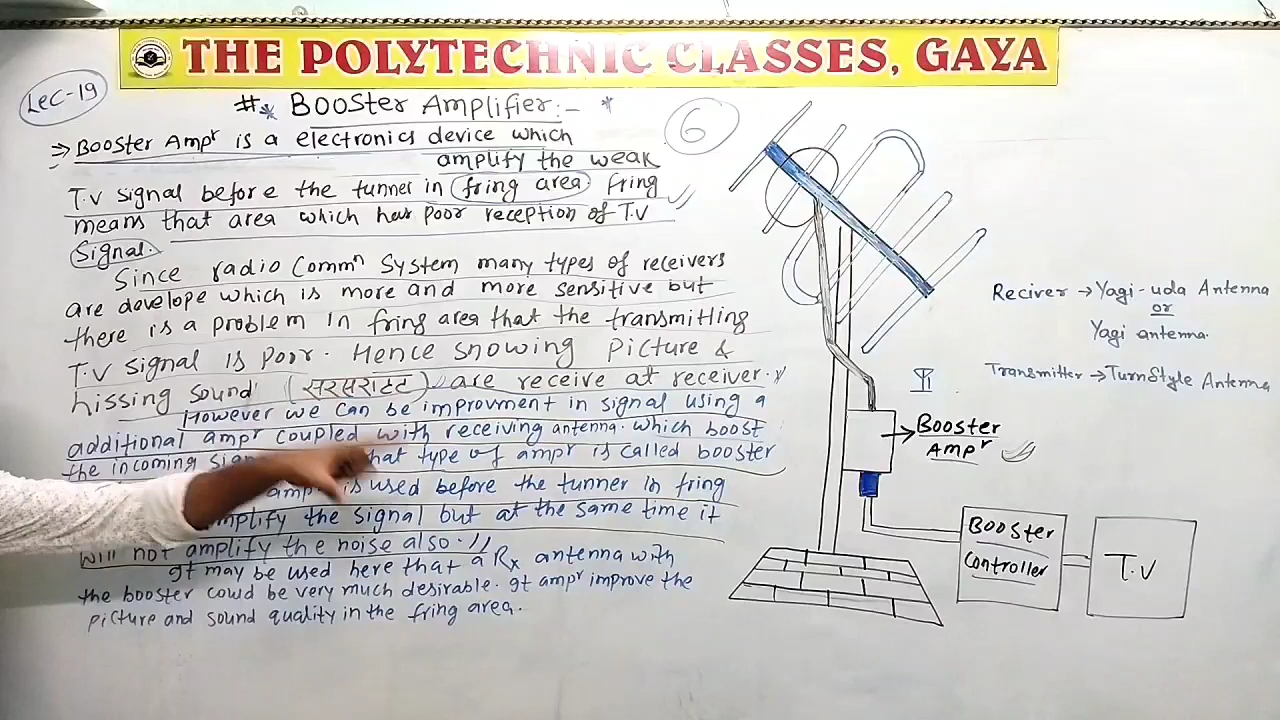 THE POLYTECHNIC CLASSES, GAYA
Lec-19
# * Booster Amplifier:- *
6
⇒ Booster Ampr is a electronics device which
amplify the weak
T.V signal before the tunner in fring area fring
means that area which has poor reception of T.V
Signal.
Since radio Commn System many types of receivers
are develope which is more and more sensitive but
there is a problem in fring area that the transmitting
T.V signal is poor. Hence snowing picture &
hissing sound (सरसराहट) are receive at receiver.
However we can be improvment in signal using a
additional ampr coupled with receiving antenna. Which boost
the incoming hat type of ampr is called booster
ampr is used before the tunner in fring
amplify the signal but at the same time it
will not amplify the noise also.
It may be used here that a Rx antenna with
the booster could be very much desirable. It ampr improve the
picture and sound quality in the fring area.
Reciver → Yagi-uda Antenna
or
Yagi antenna.
Transmitter → TurnStyle Antenna
Booster
Ampr
Booster
Controller
T.V